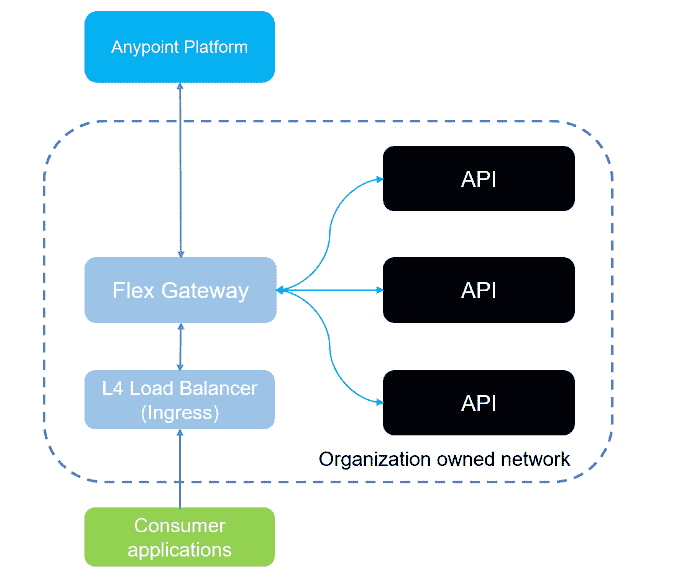 Anypoint Platform
API
Flex Gateway
API
L4 Load Balancer
(Ingress)
API
Organization owned network
Consumer
applications